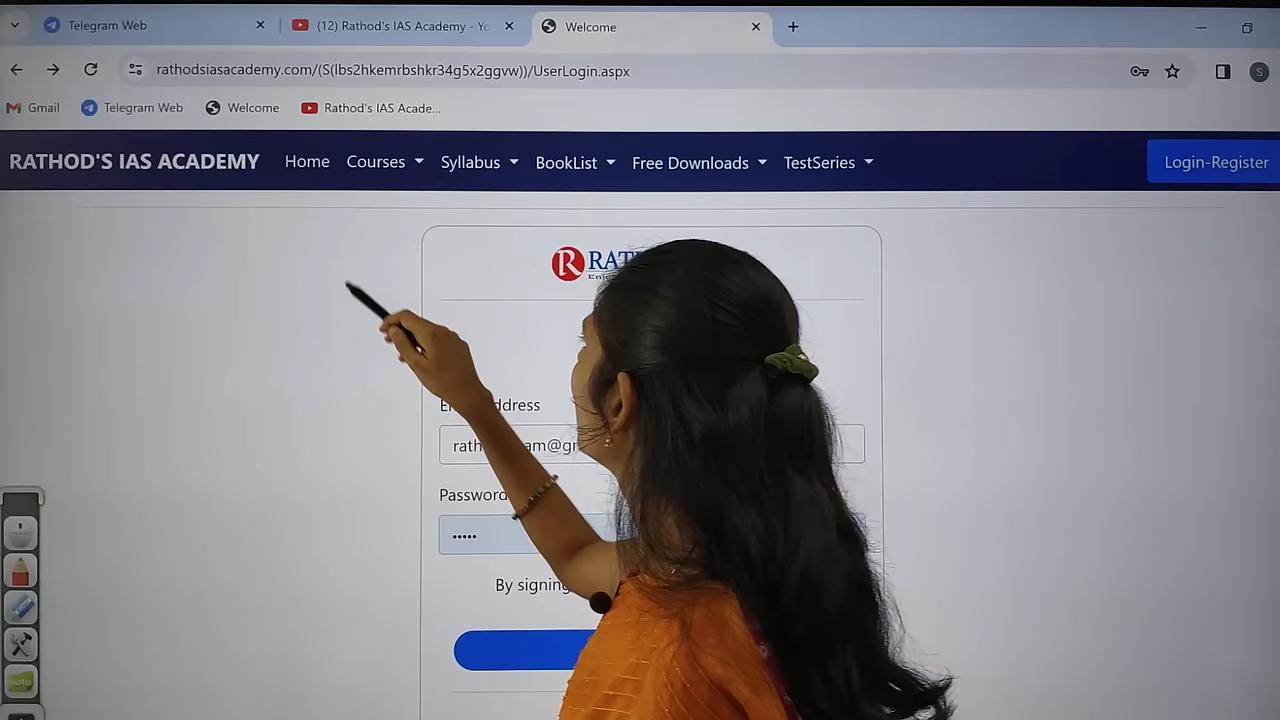 Telegram Web
(12) Rathod's IAS Academy - Yo
Welcome
rathodsiasacademy.com/(S(lbs2hkemrbshkr34g5x2ggvw))/UserLogin.aspx
S
Gmail
Telegram Web
Welcome
Rathod's IAS Acade...
RATHOD'S IAS ACADEMY
Home
Courses
Syllabus
BookList
Free Downloads
TestSeries
Login-Register
R RAT
ddress
rath am@g
Password
•••••
By signing